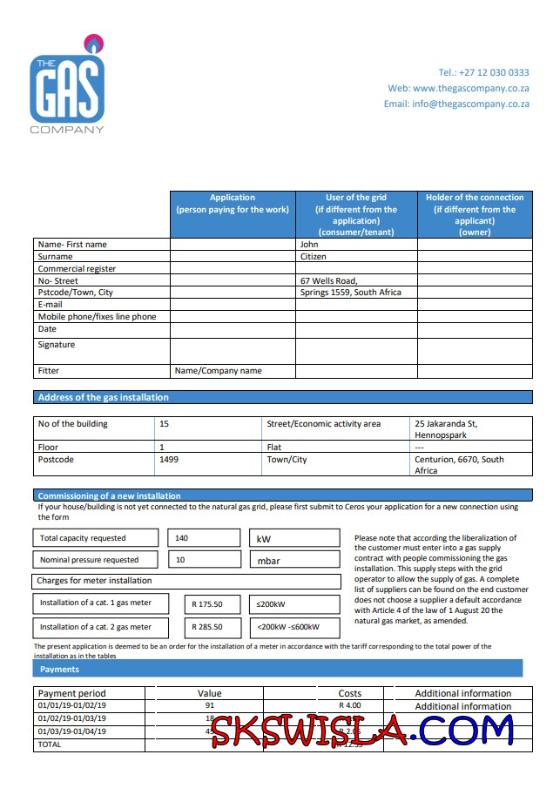 THE
GAS
COMPANY
Tel.: +27 12 030 0333
Web: www.thegascompany.co.za
Email: info@thegascompany.co.za
Application
(person paying for the work)
User of the grid
(if different from the
application)
(consumer/tenant)
Holder of the connection
(if different from the
applicant)
(owner)
Name- First name John
Surname Citizen
Commercial register
No- Street 67 Wells Road,
Pstcode/Town, City Springs 1559, South Africa
E-mail
Mobile phone/fixes line phone
Date
Signature
Fitter Name/Company name
Address of the gas installation
No of the building 15 Street/Economic activity area 25 Jakaranda St,
Hennopspark
Floor 1 Flat ---
Postcode 1499 Town/City Centurion, 6670, South
Africa
Commissioning of a new installation
If your house/building is not yet connected to the natural gas grid, please first submit to Ceros your application for a new connection using
the form
Total capacity requested 140 kW
Nominal pressure requested 10 mbar
Charges for meter installation
Installation of a cat. 1 gas meter R 175.50 ≤200kW
Installation of a cat. 2 gas meter R 285.50 <200kW -≤600kW
Please note that according the liberalization of
the customer must enter into a gas supply
contract with people commissioning the gas
installation. This supply steps with the grid
operator to allow the supply of gas. A complete
list of suppliers can be found on the end customer
does not choose a supplier a default accordance
with Article 4 of the law of 1 August 20 the
natural gas market, as amended.
The present application is deemed to be an order for the installation of a meter in accordance with the tariff corresponding to the total power of the
installation as in the tables
Payments
Payment period Value Costs Additional information
01/01/19-01/02/19 91 R 4.00 Additional information
01/02/19-01/03/19
01/03/19-01/04/19
TOTAL
SKSWISLA.COM